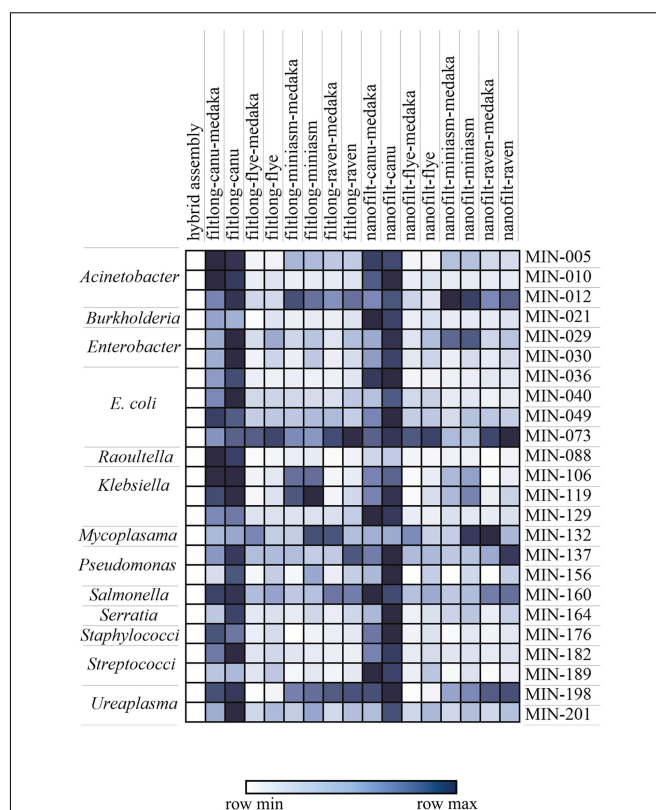 hybrid assembly
filtlong-canu-medaka
filtlong-canu
filtlong-flye-medaka
filtlong-flye
filtlong-miniasm-medaka
filtlong-miniasm
filtlong-raven-medaka
filtlong-raven
nanofilt-canu-medaka
nanofilt-canu
nanofilt-flye-medaka
nanofilt-flye
nanofilt-miniasm-medaka
nanofilt-miniasm
nanofilt-raven-medaka
nanofilt-raven
MIN-005
Acinetobacter
MIN-010
MIN-012
Burkholderia
MIN-021
Enterobacter
MIN-029
MIN-030
MIN-036
E. coli
MIN-040
MIN-049
MIN-073
Raoultella
MIN-088
Klebsiella
MIN-106
MIN-119
MIN-129
Mycoplasama
MIN-132
Pseudomonas
MIN-137
MIN-156
Salmonella
MIN-160
Serratia
MIN-164
Staphylococci
MIN-176
Streptococci
MIN-182
MIN-189
Ureaplasma
MIN-198
MIN-201
row min row max